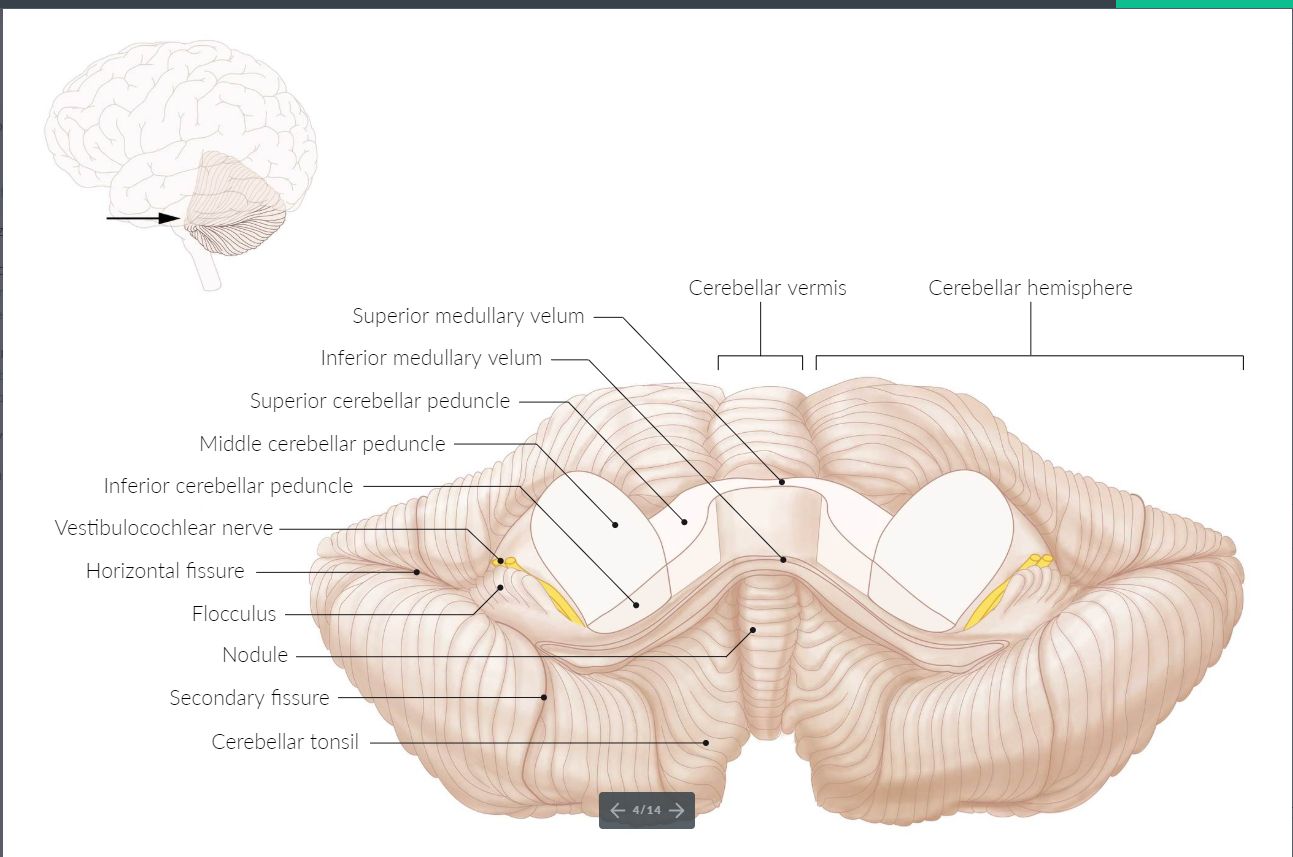 Cerebellar vermis
Cerebellar hemisphere
Superior medullary velum
Inferior medullary velum
Superior cerebellar peduncle
Middle cerebellar peduncle
Inferior cerebellar peduncle
Vestibulocochlear nerve
Horizontal fissure
Flocculus
Nodule
Secondary fissure
Cerebellar tonsil
4/14